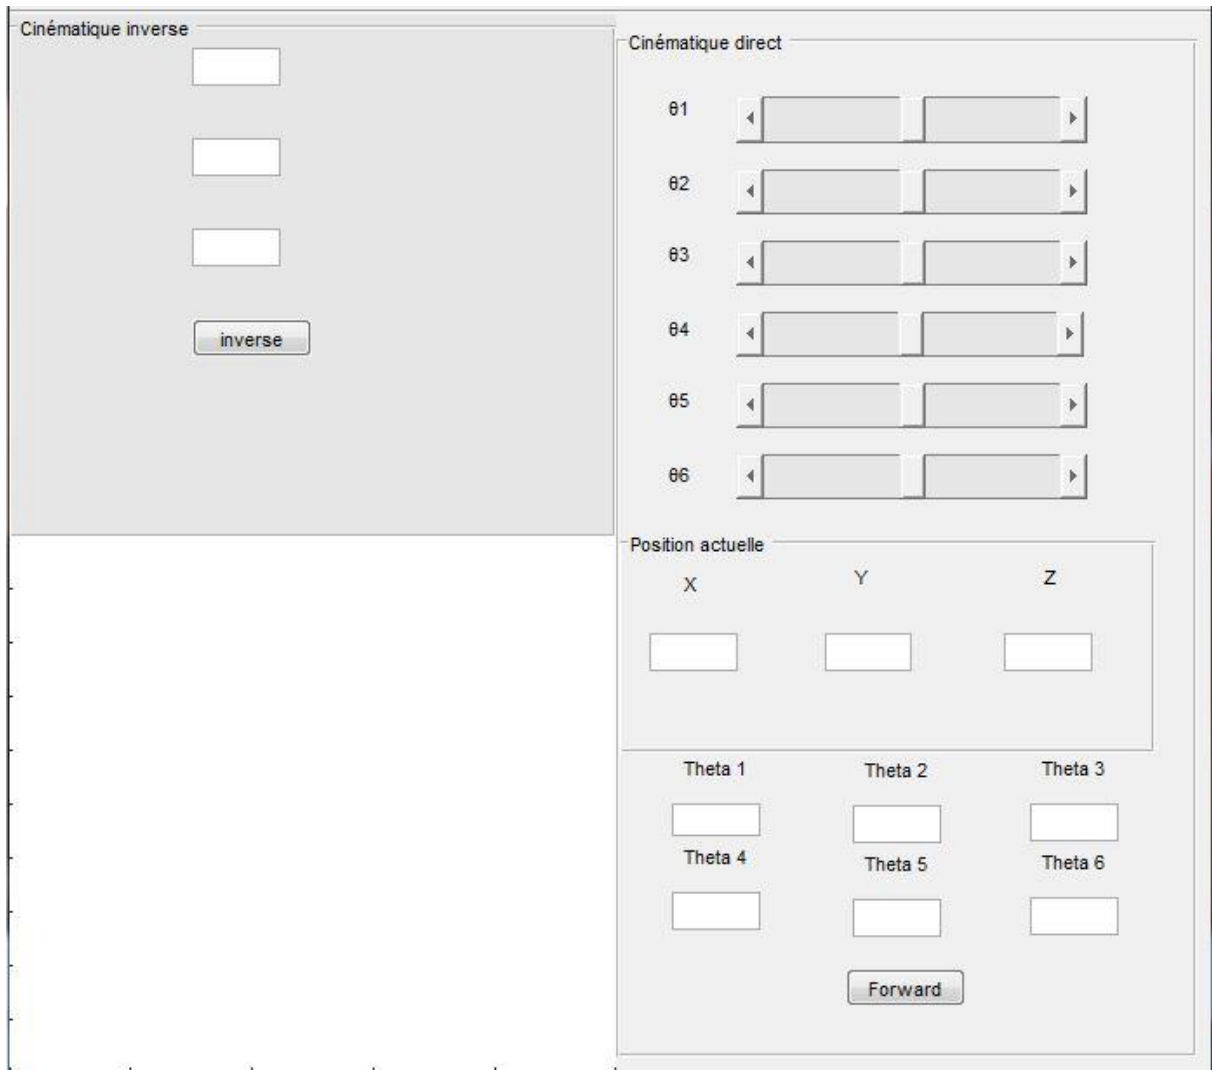 Cinématique inverse
inverse
Cinématique direct
θ1
θ2
θ3
θ4
θ5
θ6
Position actuelle
X Y Z
Theta 1 Theta 2 Theta 3
Theta 4 Theta 5 Theta 6
Forward